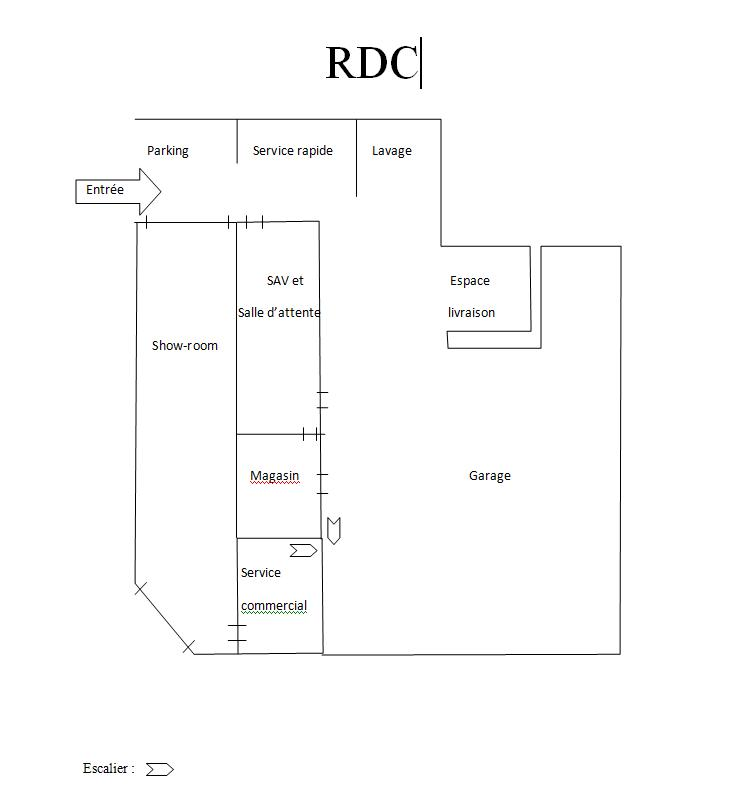 RDC
Parking
Service rapide
Lavage
Entrée
SAV et
Salle d’attente
Espace
livraison
Show-room
Magasin
Garage
Service
commercial
Escalier :